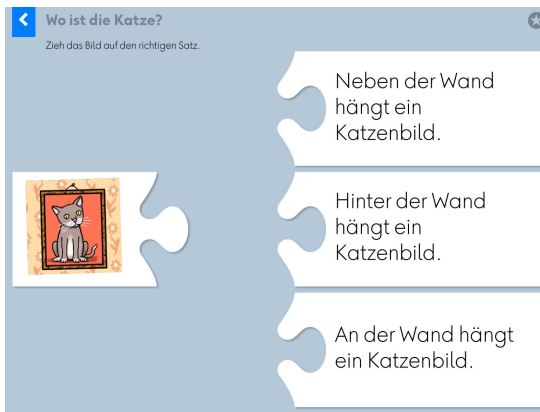 Wo ist die Katze?
Zieh das Bild auf den richtigen Satz.
Neben der Wand
hängt ein
Katzenbild.
Hinter der Wand
hängt ein
Katzenbild.
An der Wand hängt
ein Katzenbild.